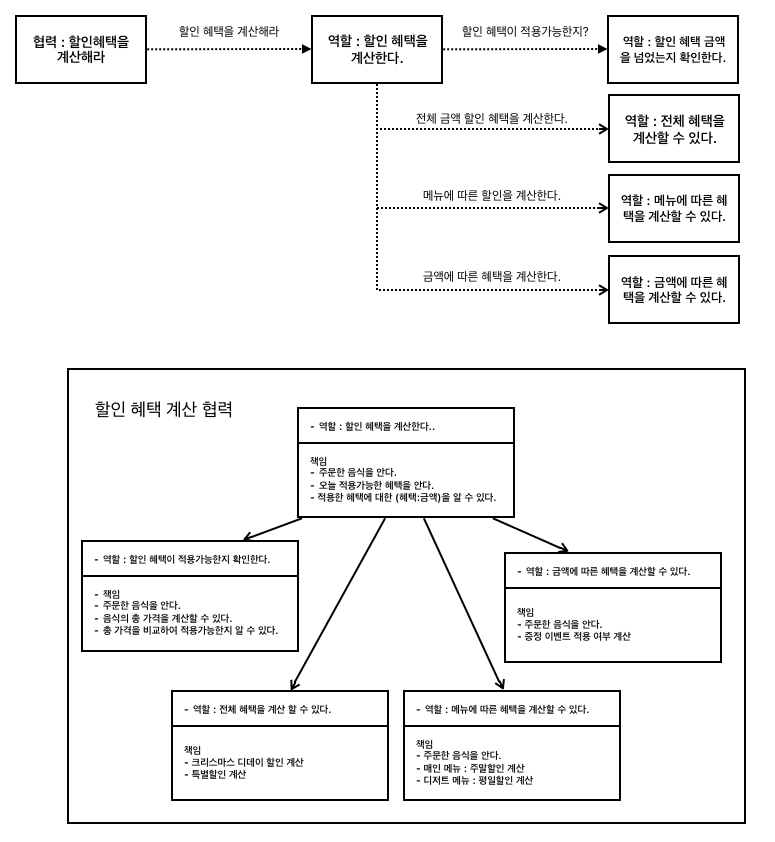 협력 : 할인혜택을
계산해라
할인 혜택을 계산해라
역할 : 할인 혜택을
계산한다.
할인 혜택이 적용가능한지?
역할 : 할인 혜택 금액
을 넘었는지 확인한다.
전체 금액 할인 혜택을 계산한다.
역할 : 전체 혜택을
계산할 수 있다.
메뉴에 따른 할인을 계산한다.
역할 : 메뉴에 따른 혜
택을 계산할 수 있다.
금액에 따른 혜택을 계산한다.
역할 : 금액에 따른 혜
택을 계산할 수 있다.
할인 혜택 계산 협력
- 역할 : 할인 혜택을 계산한다..
책임
- 주문한 음식을 안다.
- 오늘 적용가능한 혜택을 안다.
- 적용한 혜택에 대한 (혜택:금액)을 알 수 있다.
- 역할 : 할인 혜택이 적용가능한지 확인한다.
- 책임
- 주문한 음식을 안다.
- 음식의 총 가격을 계산할 수 있다.
- 총 가격을 비교하여 적용가능한지 알 수 있다.
- 역할 : 금액에 따른 혜택을 계산할 수 있다.
책임
- 주문한 음식을 안다.
- 증정 이벤트 적용 여부 계산
- 역할 : 전체 혜택을 계산 할 수 있다.
책임
- 크리스마스 디데이 할인 계산
- 특별할인 계산
- 역할 : 메뉴에 따른 혜택을 계산할 수 있다.
책임
- 주문한 음식을 안다.
- 매인 메뉴 : 주말할인 계산
- 디저트 메뉴 : 평일할인 계산